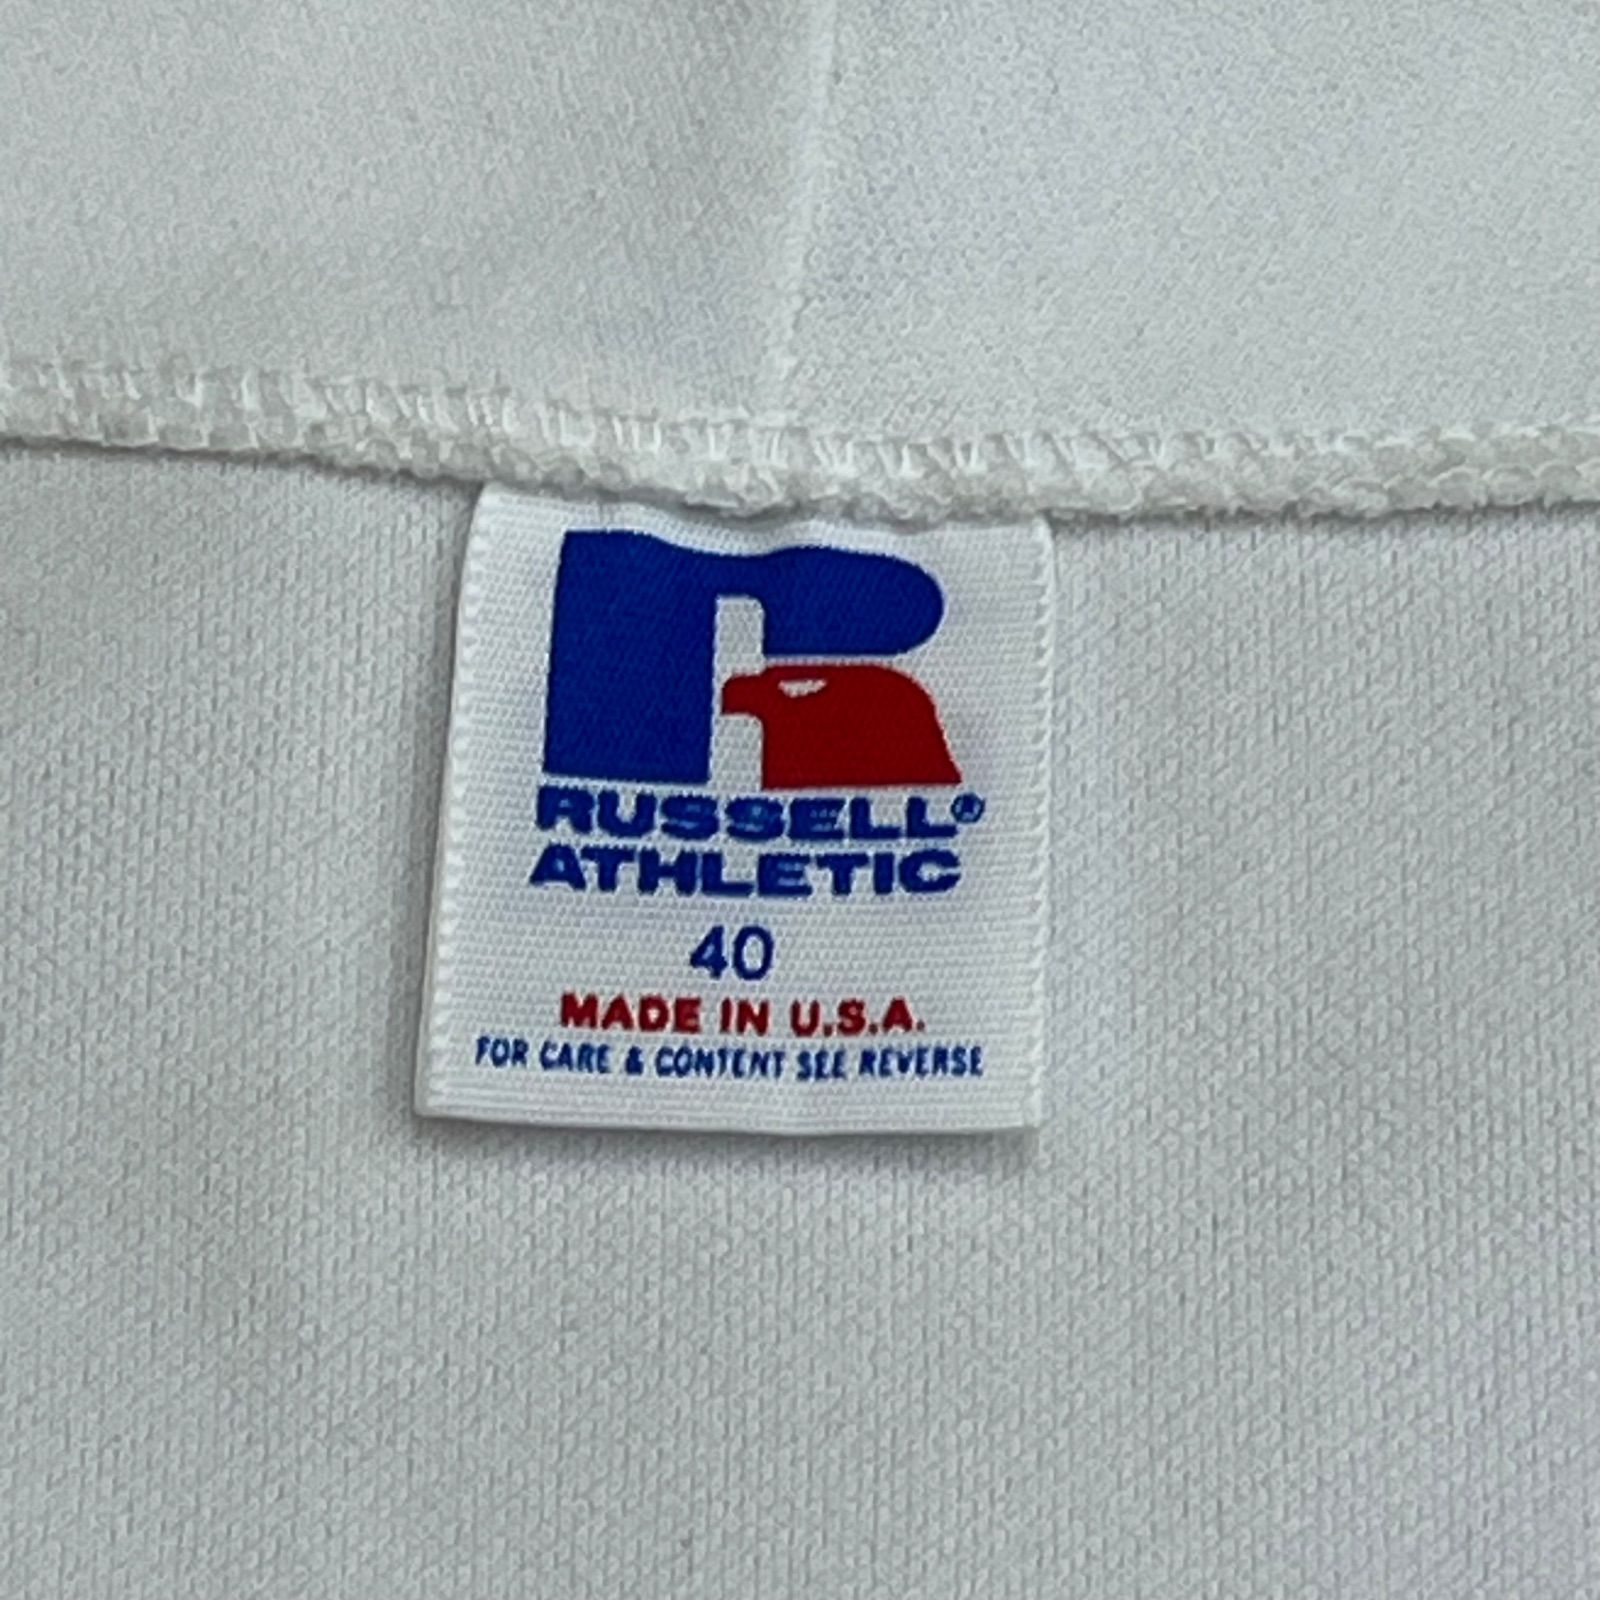 RUSSELL®
ATHLETIC
40
MADE IN U.S.A.
FOR CARE & CONTENT SEE REVERSE